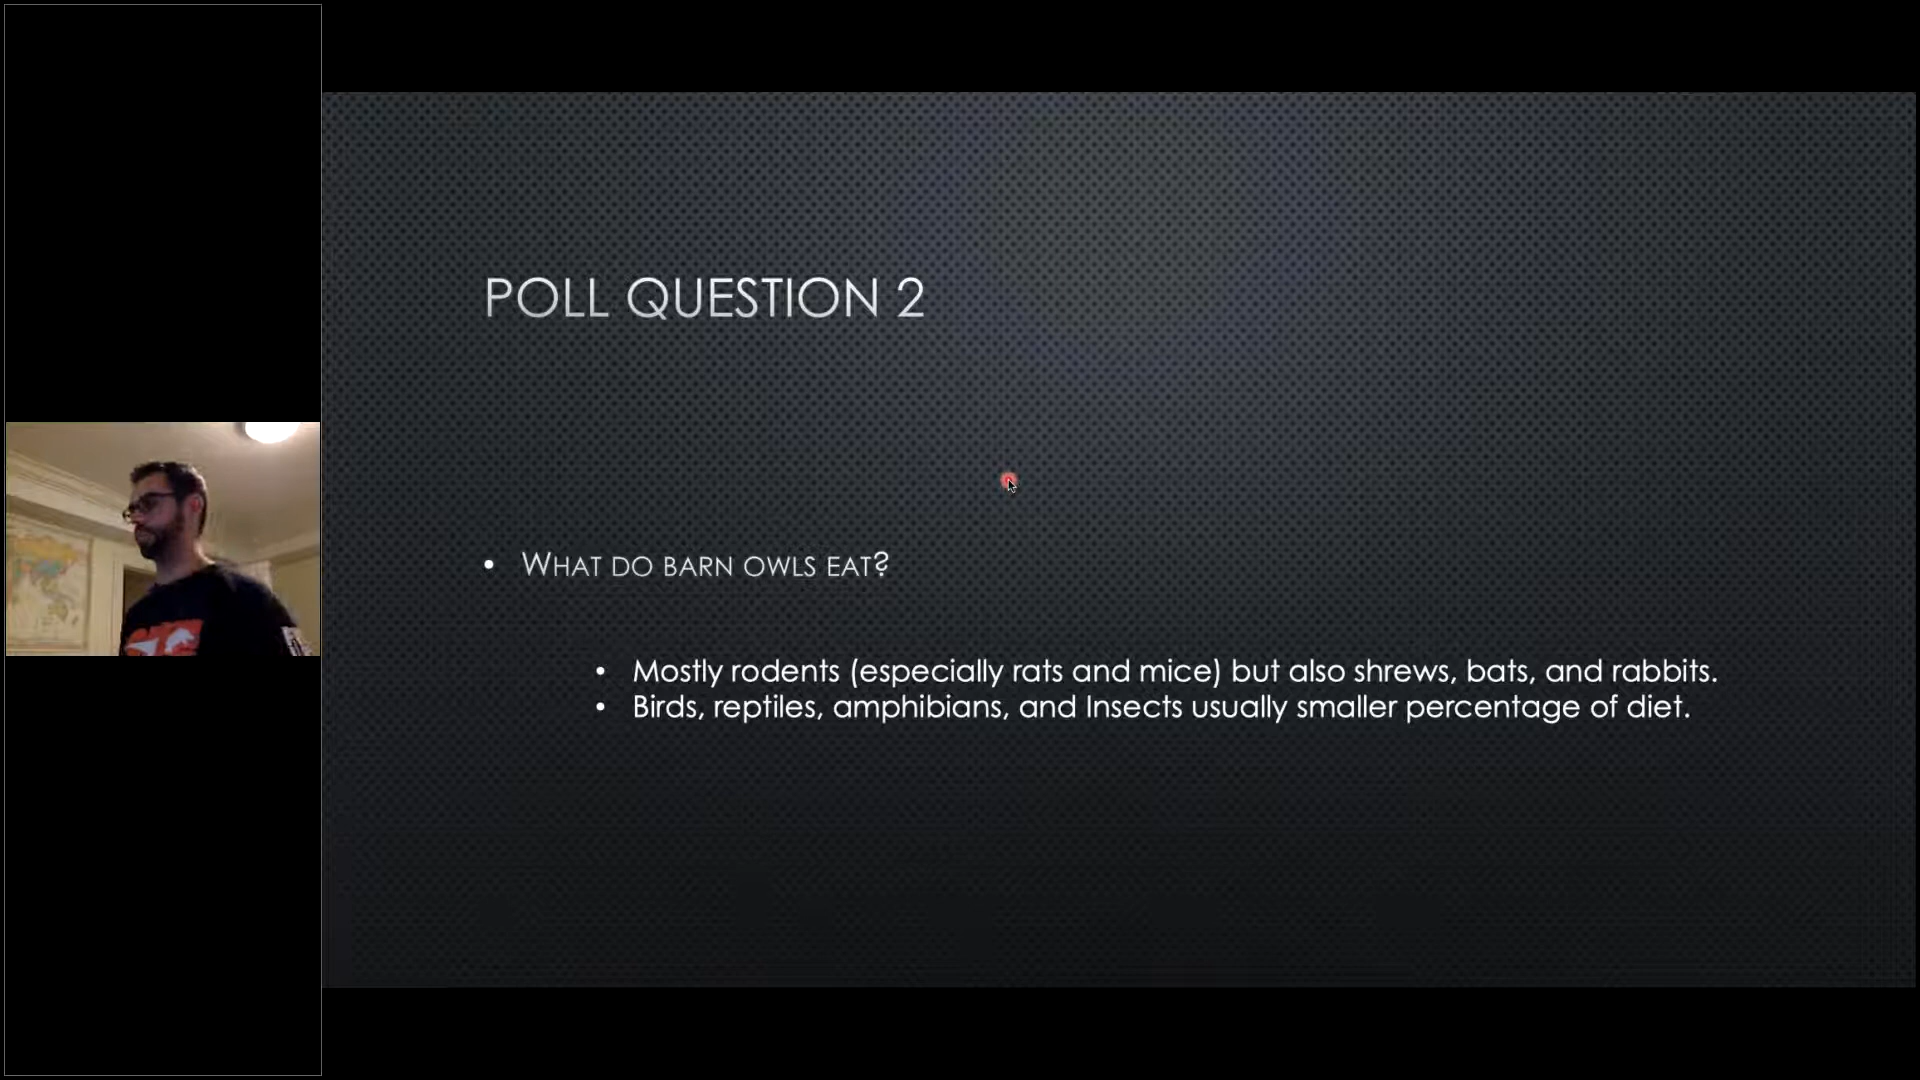 POLL QUESTION 2
• WHAT DO BARN OWLS EAT?
• Mostly rodents (especially rats and mice) but also shrews, bats, and rabbits.
• Birds, reptiles, amphibians, and Insects usually smaller percentage of diet.